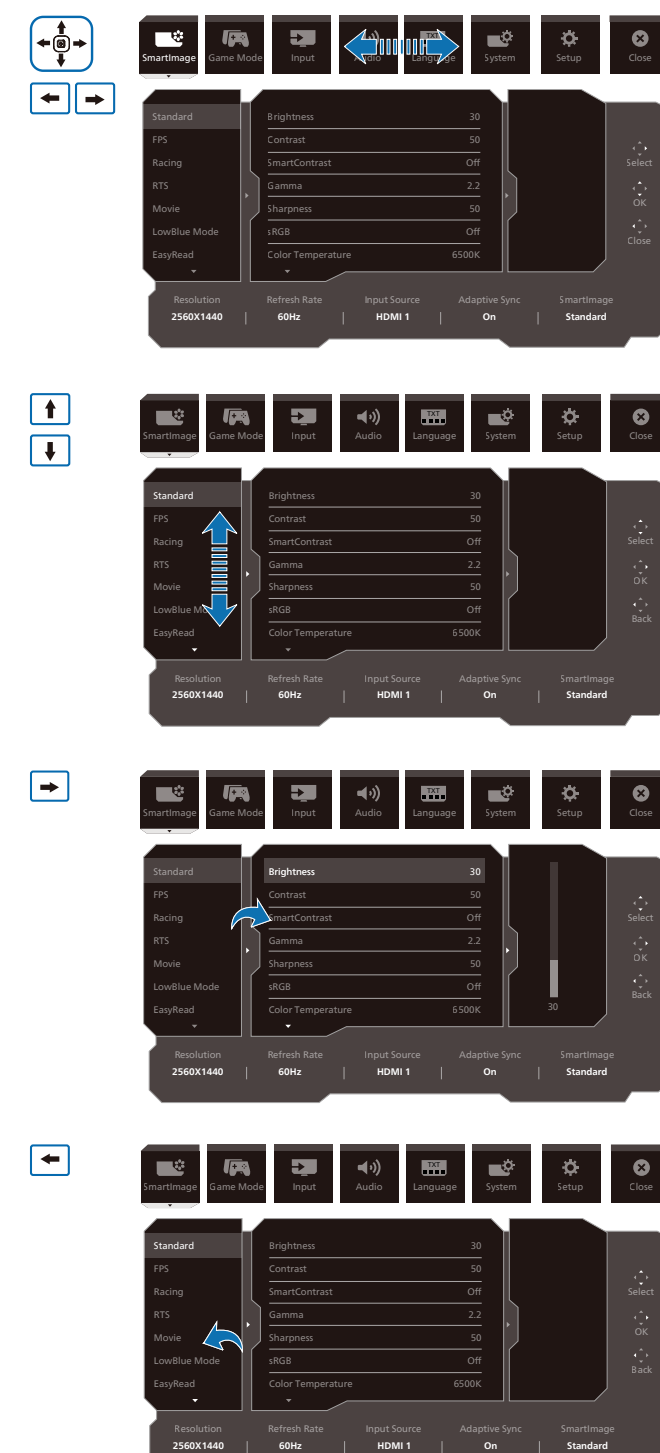 SmartImage Game Mode Input Audio Language System Setup Close
Standard Brightness 30
FPS Contrast 50
Racing SmartContrast Off
Select
RTS Gamma 2.2
Movie Sharpness 50
OK
LowBlue Mode sRGB Off
Close
EasyRead Color Temperature 6500K
Resolution Refresh Rate Input Source Adaptive Sync SmartImage
2560X1440 | 60Hz | HDMI 1 | On | Standard
TXT
SmartImage Game Mode Input Audio Language System Setup Close
Standard Brightness 30
FPS Contrast 50
Racing SmartContrast Off
Select
RTS Gamma 2.2
OK
Movie Sharpness 50
LowBlue Mode sRGB Off
Back
EasyRead Color Temperature 6500K
Resolution Refresh Rate Input Source Adaptive Sync SmartImage
2560X1440 | 60Hz | HDMI 1 | On | Standard
TXT
SmartImage Game Mode Input Audio Language System Setup Close
Standard Brightness 30
FPS Contrast 50
Racing SmartContrast Off
Select
RTS Gamma 2.2
OK
Movie Sharpness 50
LowBlue Mode sRGB Off
Back
EasyRead Color Temperature 6500K 30
Resolution Refresh Rate Input Source Adaptive Sync SmartImage
2560X1440 | 60Hz | HDMI 1 | On | Standard
TXT
SmartImage Game Mode Input Audio Language System Setup Close
Standard Brightness 30
FPS Contrast 50
Racing SmartContrast Off
Select
RTS Gamma 2.2
OK
Movie Sharpness 50
LowBlue Mode sRGB Off
Back
EasyRead Color Temperature 6500K
Resolution Refresh Rate Input Source Adaptive Sync SmartImage
2560X1440 | 60Hz | HDMI 1 | On | Standard